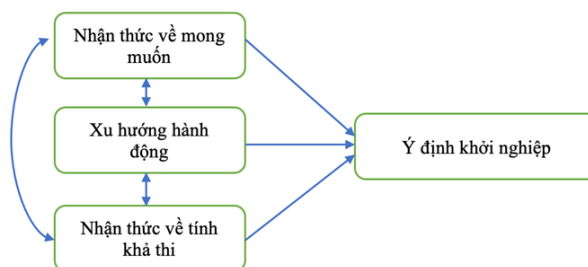 Nhận thức về mong
muốn
Xu hướng hành
động
Ý định khởi nghiệp
Nhận thức về tính
khả thi